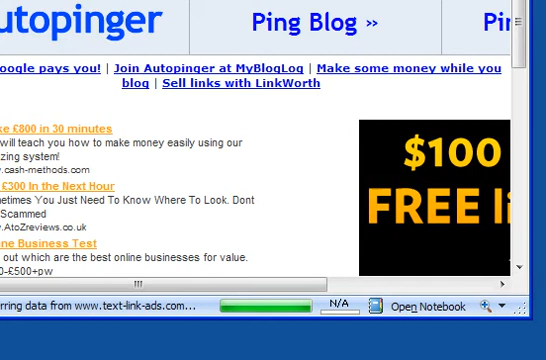 utopinger
Ping Blog »
Pin
oogle pays you! | Join Autopinger at MyBlogLog | Make some money while you
blog | Sell links with LinkWorth
ke £800 in 30 minutes
will teach you how to make money easily using our
zing system!
v.cash-methods.com
£300 In the Next Hour
netimes You Just Need To Know Where To Look. Dont
Scammed
v.AtoZreviews.co.uk
ine Business Test
out which are the best online businesses for value.
0-£500+pw
$100
FREE li
rring data from www.text-link-ads.com...
N/A
Open Notebook